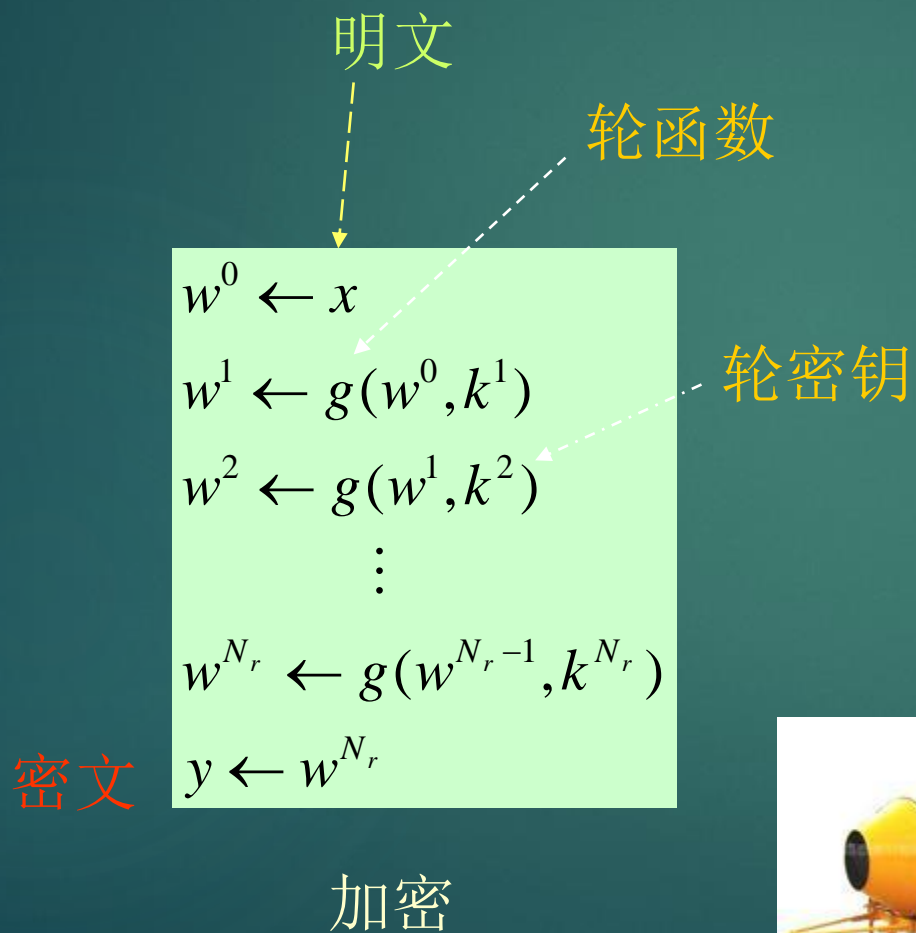 明文
轮函数
w⁰ ← x
w¹ ← g(w⁰, k¹)
轮密钥
w² ← g(w¹, k²)
⋮
w^{N_r} ← g(w^{N_r −1}, k^{N_r})
密文
y ← w^{N_r}
加密